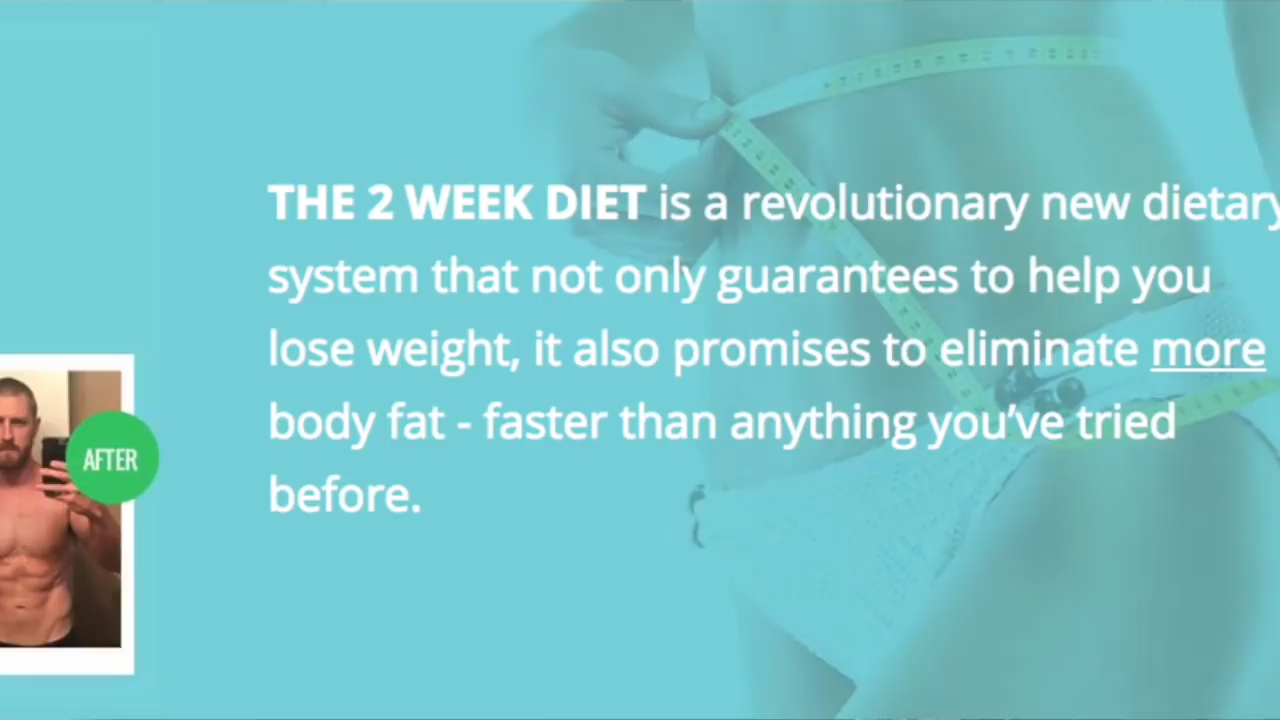 THE 2 WEEK DIET is a revolutionary new dietary
system that not only guarantees to help you
lose weight, it also promises to eliminate more
body fat - faster than anything you’ve tried
before.
AFTER